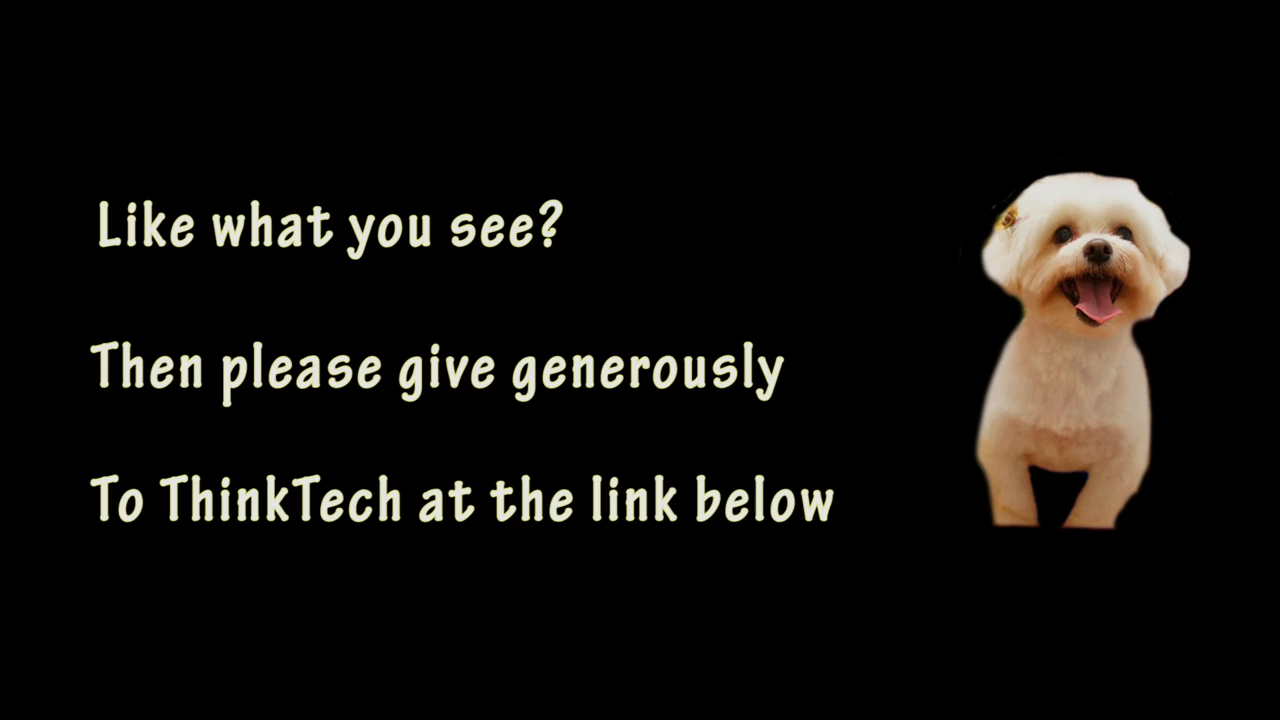 Like what you see?
Then please give generously
To ThinkTech at the link below